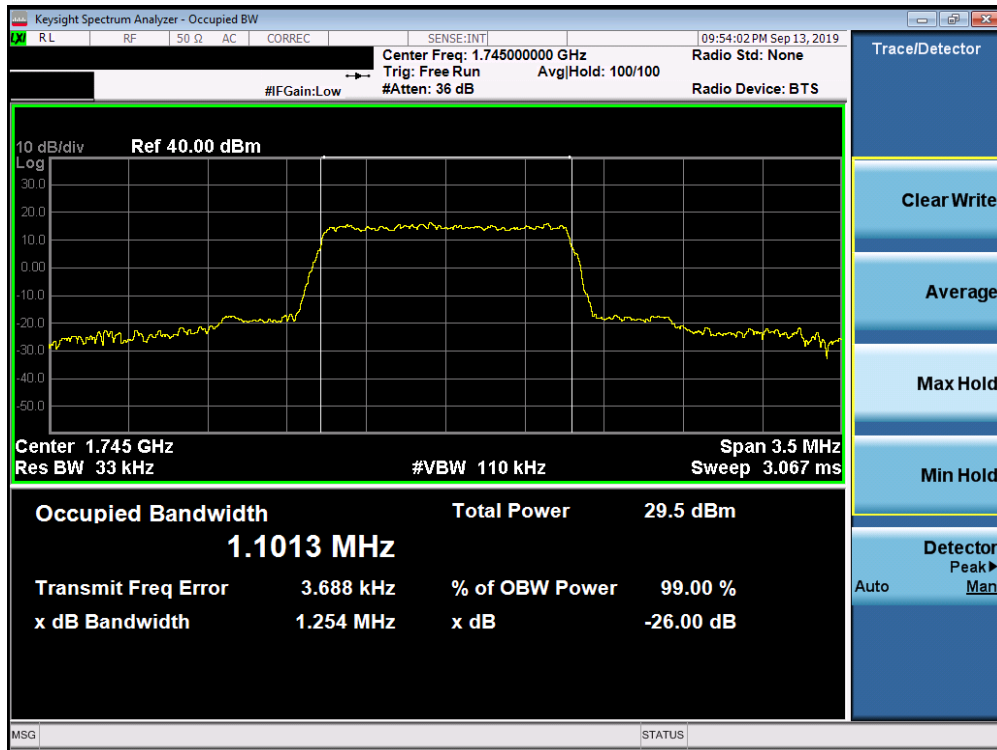 Keysight Spectrum Analyzer - Occupied BW
LXI RL RF 50 Ω AC CORREC SENSE:INT 09:54:02 PM Sep 13, 2019
Center Freq: 1.745000000 GHz Radio Std: None
Trig: Free Run Avg|Hold: 100/100
#IFGain:Low #Atten: 36 dB Radio Device: BTS
10 dB/div Ref 40.00 dBm
Log
30.0
20.0
10.0
0.00
-10.0
-20.0
-30.0
-40.0
-50.0
Center 1.745 GHz Span 3.5 MHz
Res BW 33 kHz #VBW 110 kHz Sweep 3.067 ms
Occupied Bandwidth Total Power 29.5 dBm
1.1013 MHz
Transmit Freq Error 3.688 kHz % of OBW Power 99.00 %
x dB Bandwidth 1.254 MHz x dB -26.00 dB
MSG STATUS
Trace/Detector
Clear Write
Average
Max Hold
Min Hold
Detector
Peak▶
Auto Man